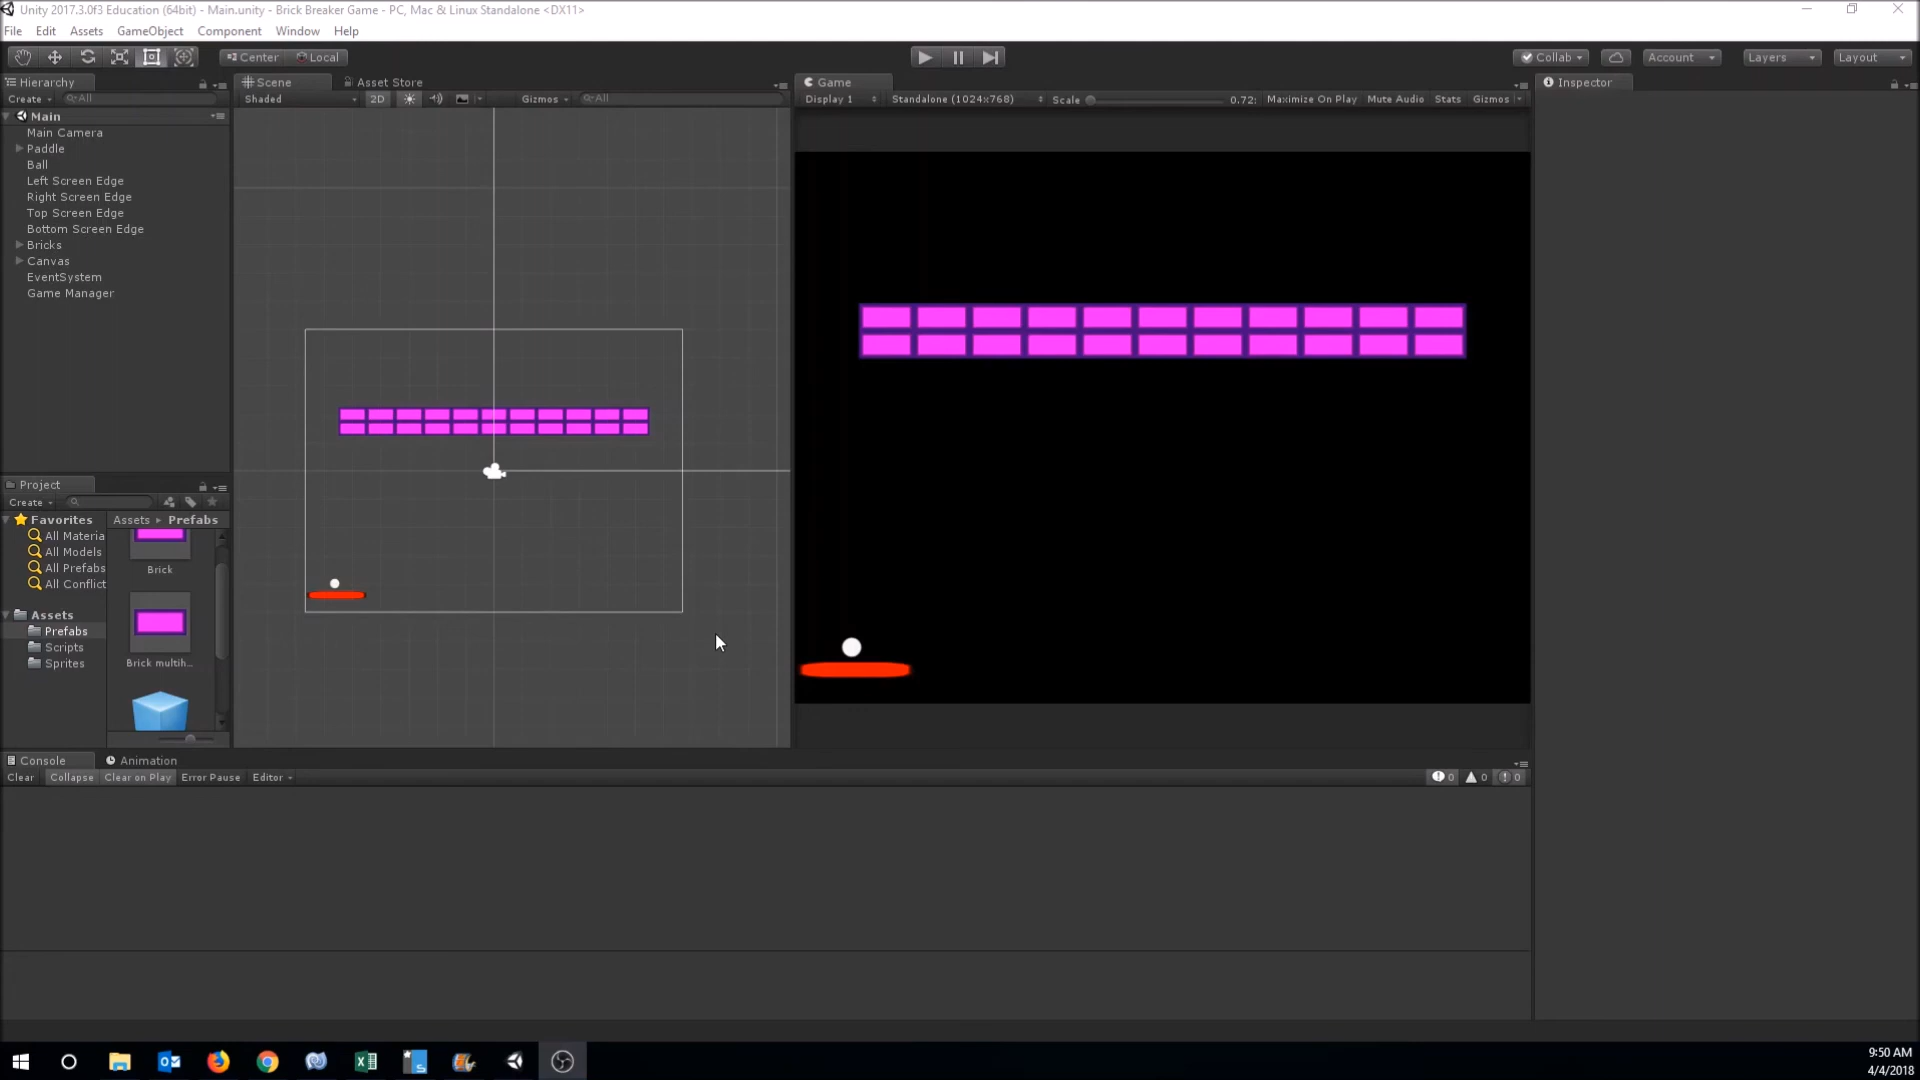 Unity 2017.3.0f3 Education (64bit) - Main.unity - Brick Breaker Game - PC, Mac & Linux Standalone <DX11>
File Edit Assets GameObject Component Window Help
Center Local Collab Account Layers Layout
Hierarchy
Create All
Main
Main Camera
Paddle
Ball
Left Screen Edge
Right Screen Edge
Top Screen Edge
Bottom Screen Edge
Bricks
Canvas
EventSystem
Game Manager
Scene Asset Store
Shaded 2D Gizmos All
Game
Display 1 Standalone (1024x768) Scale 0.72: Maximize On Play Mute Audio Stats Gizmos
Inspector
Project
Create
Favorites
All Materia
All Models
All Prefabs
All Conflict
Assets
Prefabs
Scripts
Sprites
Assets Prefabs
Brick
Brick multih...
Console Animation
Clear Collapse Clear on Play Error Pause Editor 0 0 0
9:50 AM
4/4/2018